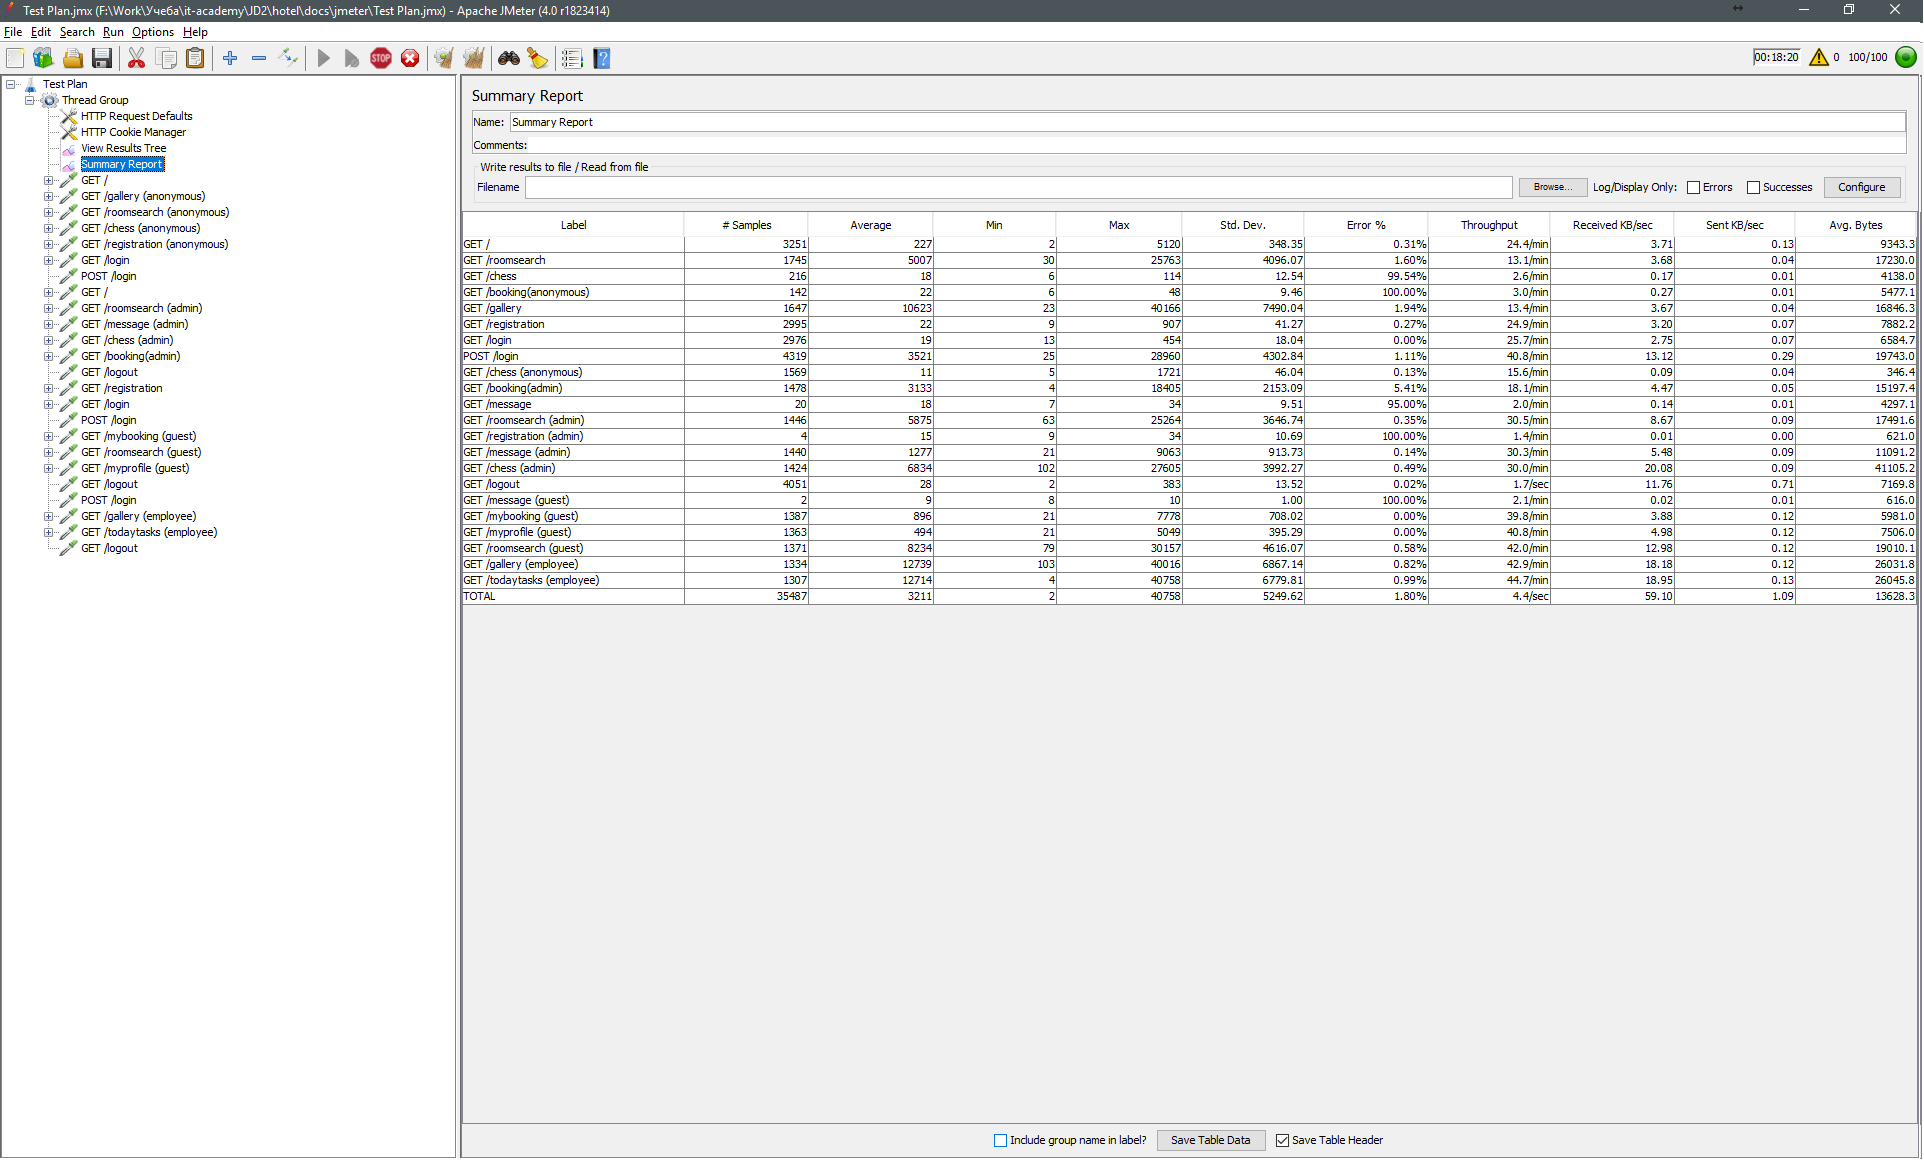 Test Plan.jmx (F:\Work\Учеба\it-academy\JD2\hotel\docs\jmeter\Test Plan.jmx) - Apache JMeter (4.0 r1823414)
File Edit Search Run Options Help
STOP ? 00:18:20 0 100/100
Test Plan
Thread Group
HTTP Request Defaults
HTTP Cookie Manager
View Results Tree
Summary Report
GET /
GET /gallery (anonymous)
GET /roomsearch (anonymous)
GET /chess (anonymous)
GET /registration (anonymous)
GET /login
POST /login
GET /
GET /roomsearch (admin)
GET /message (admin)
GET /chess (admin)
GET /booking(admin)
GET /logout
GET /registration
GET /login
POST /login
GET /mybooking (guest)
GET /roomsearch (guest)
GET /myprofile (guest)
GET /logout
POST /login
GET /gallery (employee)
GET /todaytasks (employee)
GET /logout
Summary Report
Name: Summary Report
Comments:
Write results to file / Read from file
Filename Browse... Log/Display Only: Errors Successes Configure
Label # Samples Average Min Max Std. Dev. Error % Throughput Received KB/sec Sent KB/sec Avg. Bytes
GET / 3251 227 2 5120 348.35 0.31% 24.4/min 3.71 0.13 9343.3
GET /roomsearch 1745 5007 30 25763 4096.07 1.60% 13.1/min 3.68 0.04 17230.0
GET /chess 216 18 6 114 12.54 99.54% 2.6/min 0.17 0.01 4138.0
GET /booking(anonymous) 142 22 6 48 9.46 100.00% 3.0/min 0.27 0.01 5477.1
GET /gallery 1647 10623 23 40166 7490.04 1.94% 13.4/min 3.67 0.04 16846.3
GET /registration 2995 22 9 907 41.27 0.27% 24.9/min 3.20 0.07 7882.2
GET /login 2976 19 13 454 18.04 0.00% 25.7/min 2.75 0.07 6584.7
POST /login 4319 3521 25 28960 4302.84 1.11% 40.8/min 13.12 0.29 19743.0
GET /chess (anonymous) 1569 11 5 1721 46.04 0.13% 15.6/min 0.09 0.04 346.4
GET /booking(admin) 1478 3133 4 18405 2153.09 5.41% 18.1/min 4.47 0.05 15197.4
GET /message 20 18 7 34 9.51 95.00% 2.0/min 0.14 0.01 4297.1
GET /roomsearch (admin) 1446 5875 63 25264 3646.74 0.35% 30.5/min 8.67 0.09 17491.6
GET /registration (admin) 4 15 9 34 10.69 100.00% 1.4/min 0.01 0.00 621.0
GET /message (admin) 1440 1277 21 9063 913.73 0.14% 30.3/min 5.48 0.09 11091.2
GET /chess (admin) 1424 6834 102 27605 3992.27 0.49% 30.0/min 20.08 0.09 41105.2
GET /logout 4051 28 2 383 13.52 0.02% 1.7/sec 11.76 0.71 7169.8
GET /message (guest) 2 9 8 10 1.00 100.00% 2.1/min 0.02 0.01 616.0
GET /mybooking (guest) 1387 896 21 7778 708.02 0.00% 39.8/min 3.88 0.12 5981.0
GET /myprofile (guest) 1363 494 21 5049 395.29 0.00% 40.8/min 4.98 0.12 7506.0
GET /roomsearch (guest) 1371 8234 79 30157 4616.07 0.58% 42.0/min 12.98 0.12 19010.1
GET /gallery (employee) 1334 12739 103 40016 6867.14 0.82% 42.9/min 18.18 0.12 26031.8
GET /todaytasks (employee) 1307 12714 4 40758 6779.81 0.99% 44.7/min 18.95 0.13 26045.8
TOTAL 35487 3211 2 40758 5249.62 1.80% 4.4/sec 59.10 1.09 13628.3
Include group name in label? Save Table Data Save Table Header